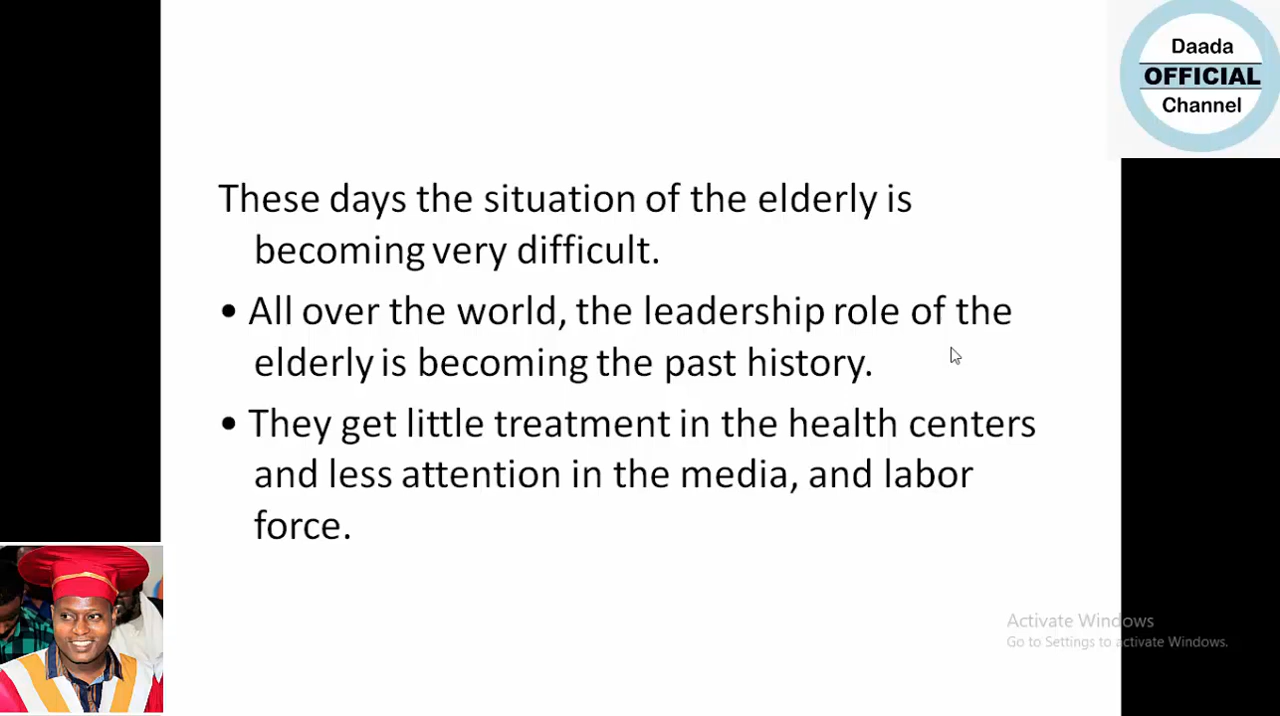 Daada
OFFICIAL
Channel
These days the situation of the elderly is
becoming very difficult.
• All over the world, the leadership role of the
elderly is becoming the past history.
• They get little treatment in the health centers
and less attention in the media, and labor
force.
Activate Windows
Go to Settings to activate Windows.